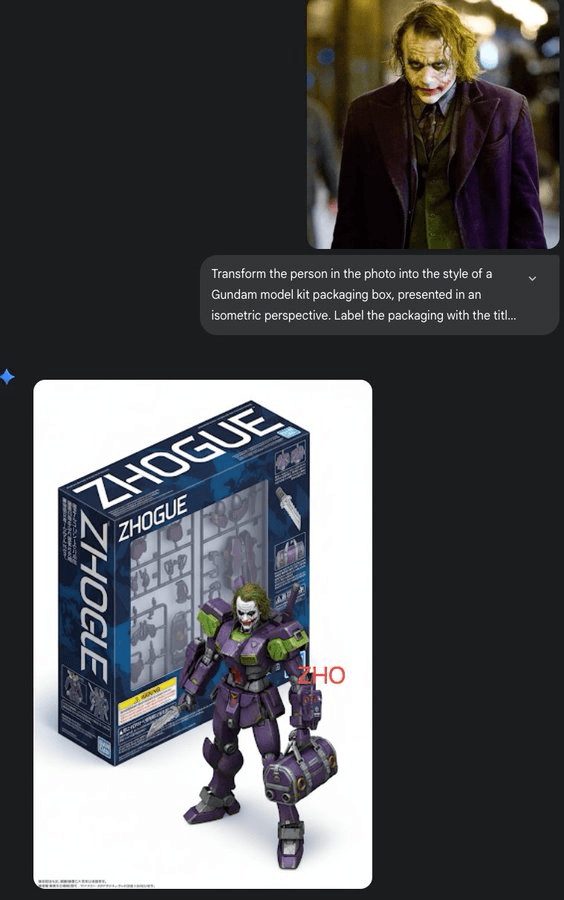 Transform the person in the photo into the style of a
Gundam model kit packaging box, presented in an
isometric perspective. Label the packaging with the titl...
ZHOGUE
ZHOGUE
ZHOGUE
WARNING
ZHO